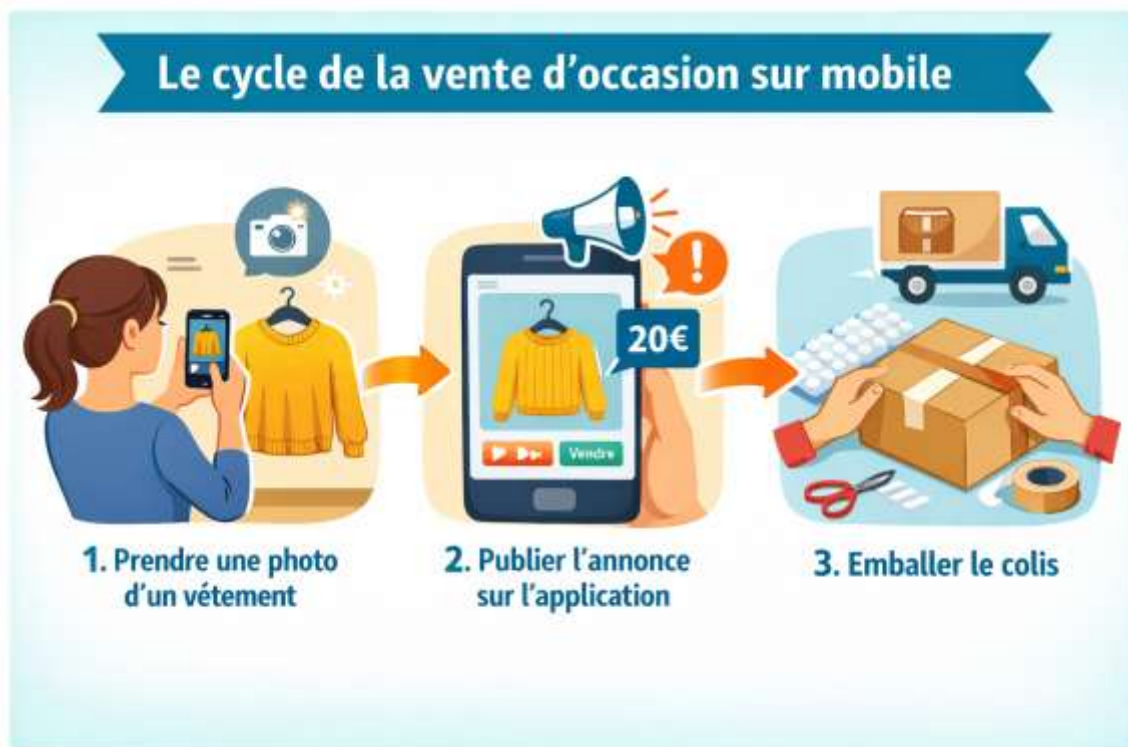 Le cycle de la vente d'occasion sur mobile
!
20€
Vendre
1. Prendre une photo
d'un vétement
2. Publier l'annonce
sur l'application
3. Emballer le colis